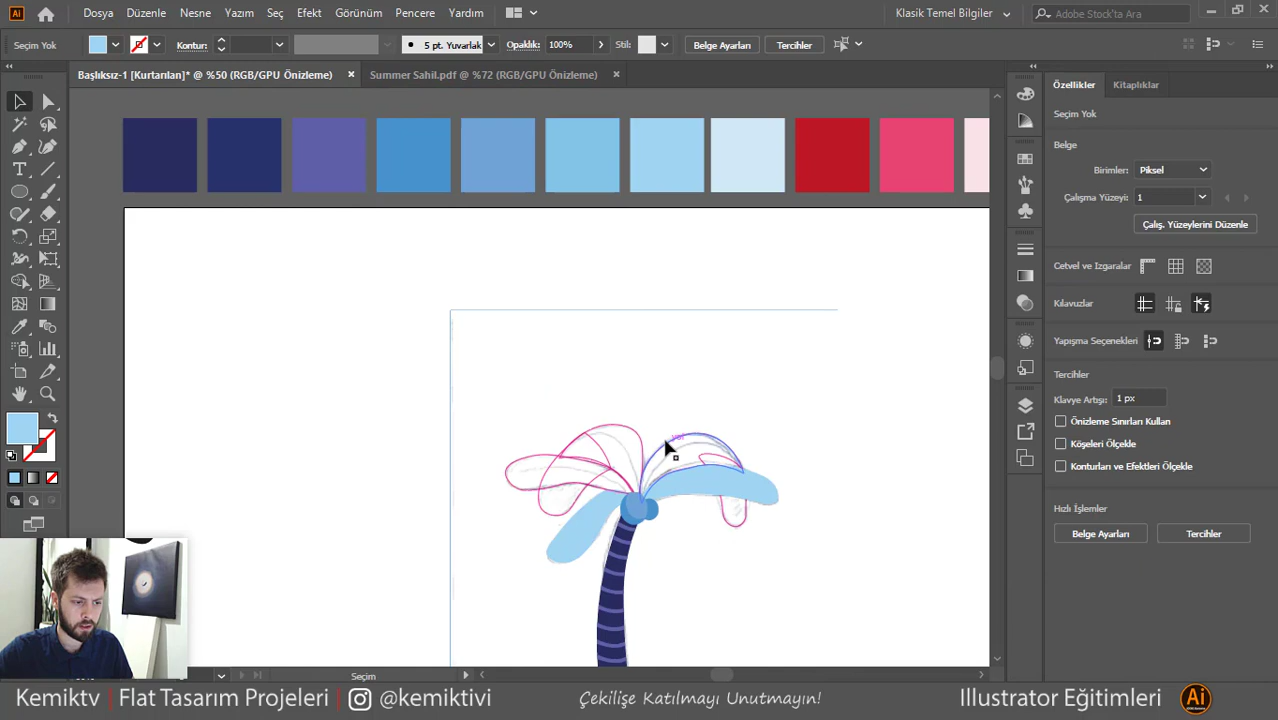 Ai Dosya Düzenle Nesne Yazım Seç Efekt Görünüm Pencere Yardım Klasik Temel Bilgiler Adobe Stock'ta Ara
Seçim Yok Kontur: 5 pt. Yuvarlak Opaklık: 100% Stil: Belge Ayarları Tercihler
Başlıksız-1 [Kurtarılan]* @ %50 (RGB/GPU Önizleme) Summer Sahil.pdf @ %72 (RGB/GPU Önizleme)
Özellikler Kitaplıklar
Seçim Yok
Belge
Birimler: Piksel
Çalışma Yüzeyi: 1
Çalış. Yüzeylerini Düzenle
Cetvel ve Izgaralar
Kılavuzlar
Yapışma Seçenekleri
Tercihler
Klavye Artışı: 1 px
Önizleme Sınırları Kullan
Köşeleri Ölçekle
Konturları ve Efektleri Ölçekle
Hızlı İşlemler
Belge Ayarları Tercihler
yol
Seçim
Kemiktv | Flat Tasarım Projeleri | @kemiktivi Çekilişe Katılmayı Unutmayın! Illustrator Eğitimleri Ai